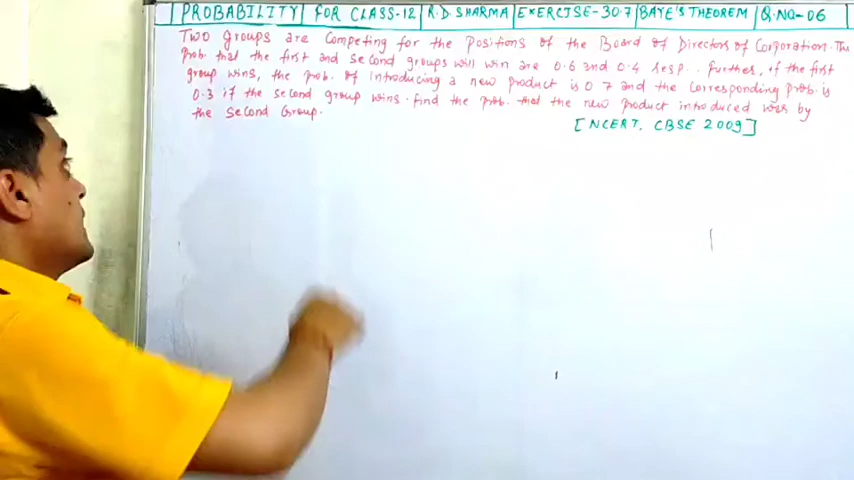 PROBABILITY | FOR CLASS-12 | R.D. SHARMA | EXERCISE-30.7 | BAYE'S THEOREM | Q.NO-06
Two Groups are Competing for the Positions of the Board of Directors of Corporation. The
Prob. that the first and second groups will win are 0.6 and 0.4 resp.. further, if the first
group wins, the prob. of introducing a new product is 0.7 and the corresponding prob. is
0.3 if the second group wins. find the prob. that the new product introduced was by
the second Group.
[NCERT, CBSE 2009]